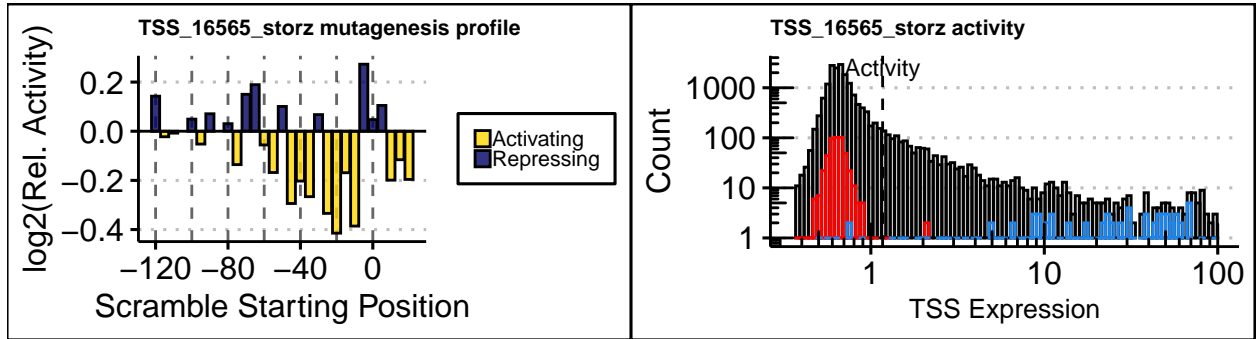 TSS_16565_storz mutagenesis profile
log2(Rel. Activity)
0.2
0.0
−0.2
−0.4
−120
−80
−40
0
Scramble Starting Position
Activating
Repressing
TSS_16565_storz activity
Activity
Count
1000
100
10
1
1
10
100
TSS Expression